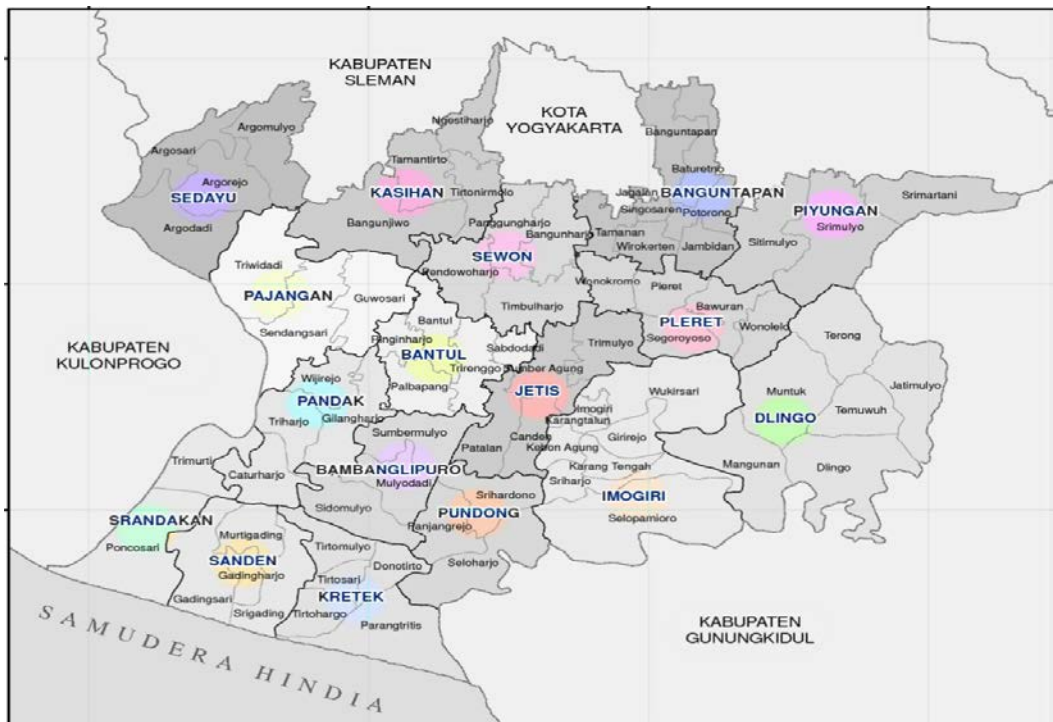 KABUPATEN
SLEMAN
KOTA
YOGYAKARTA
Ngestiharjo
Argomulyo
Argosari
Argorejo
SEDAYU
Argodadi
Tamantirto
KASIHAN
Tirtonirmolo
Bangunjiwo
Banguntapan
Baturetno
Jagalan
BANGUNTAPAN
Singosaren
Potorono
Tamanan
Wirokerten
Jambidan
Srimartani
PIYUNGAN
Srimulyo
Sitimulyo
Panggungharjo
Bangunharjo
SEWON
Pendowoharjo
Timbulharjo
Triwidadi
PAJANGAN
Guwosari
Sendangsari
Wonokromo
Pleret
Bawuran
PLERET
Wonolelo
Segoroyoso
Bantul
Ringinharjo
BANTUL
Sabdodadi
Trirenggo
Palbapang
KABUPATEN
KULONPROGO
Trimulyo
Sumber Agung
JETIS
Patalan
Canden
Terong
Jatimulyo
Muntuk
Temuwuh
DLINGO
Mangunan
Dlingo
Wijirejo
PANDAK
Gilangharjo
Triharjo
Caturharjo
Wukirsari
Imogiri
Karangtalun
Girirejo
Kebon Agung
Karang Tengah
Sriharjo
IMOGIRI
Selopamioro
Sumbermulyo
BAMBANGLIPURO
Mulyodadi
Sidomulyo
Trimurti
SRANDAKAN
Poncosari
Srihardono
PUNDONG
Panjangrejo
Seloharjo
Murtigading
SANDEN
Gadingharjo
Gadingsari
Srigading
Tirtomulyo
Donotirto
Tirtosari
KRETEK
Tirtohargo
Parangtritis
KABUPATEN
GUNUNGKIDUL
SAMUDERA HINDIA